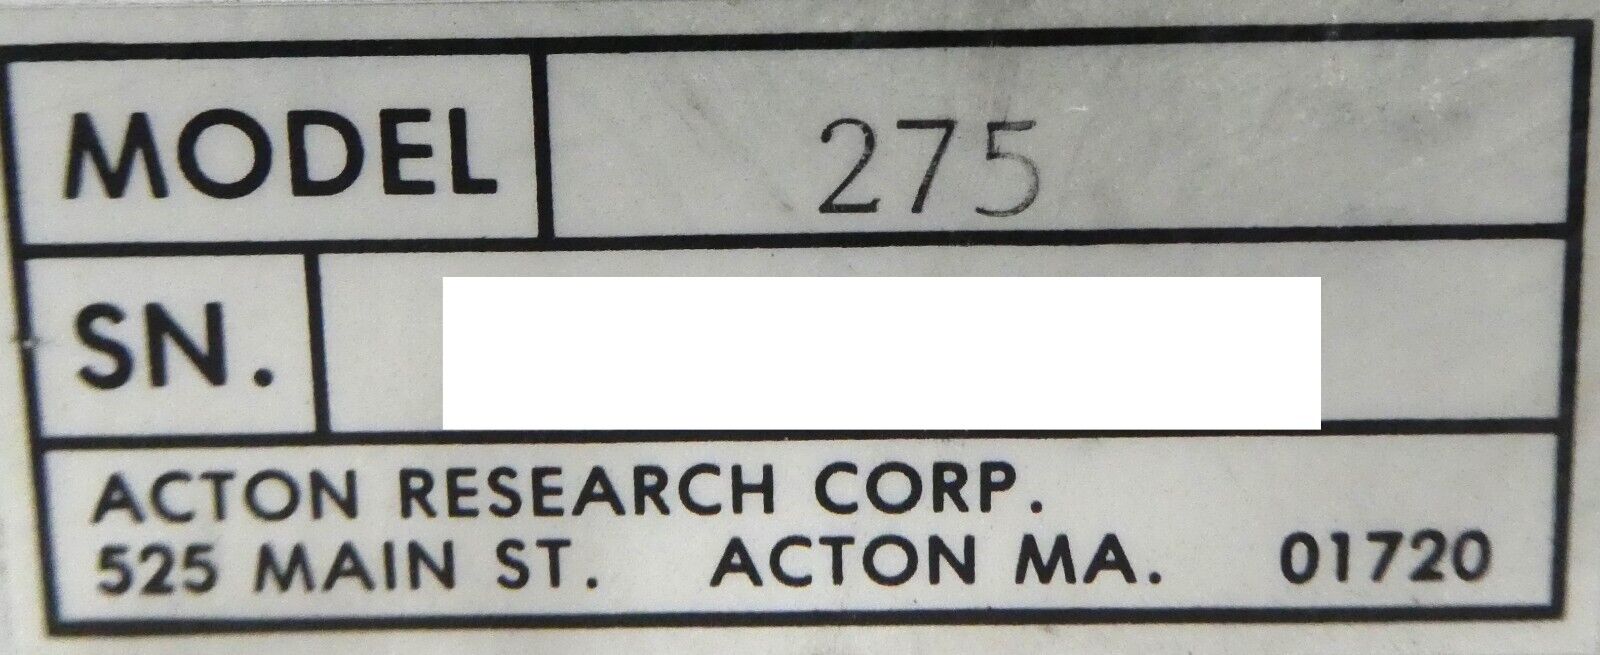 MODEL 275
SN.
ACTON RESEARCH CORP.
525 MAIN ST. ACTON MA. 01720